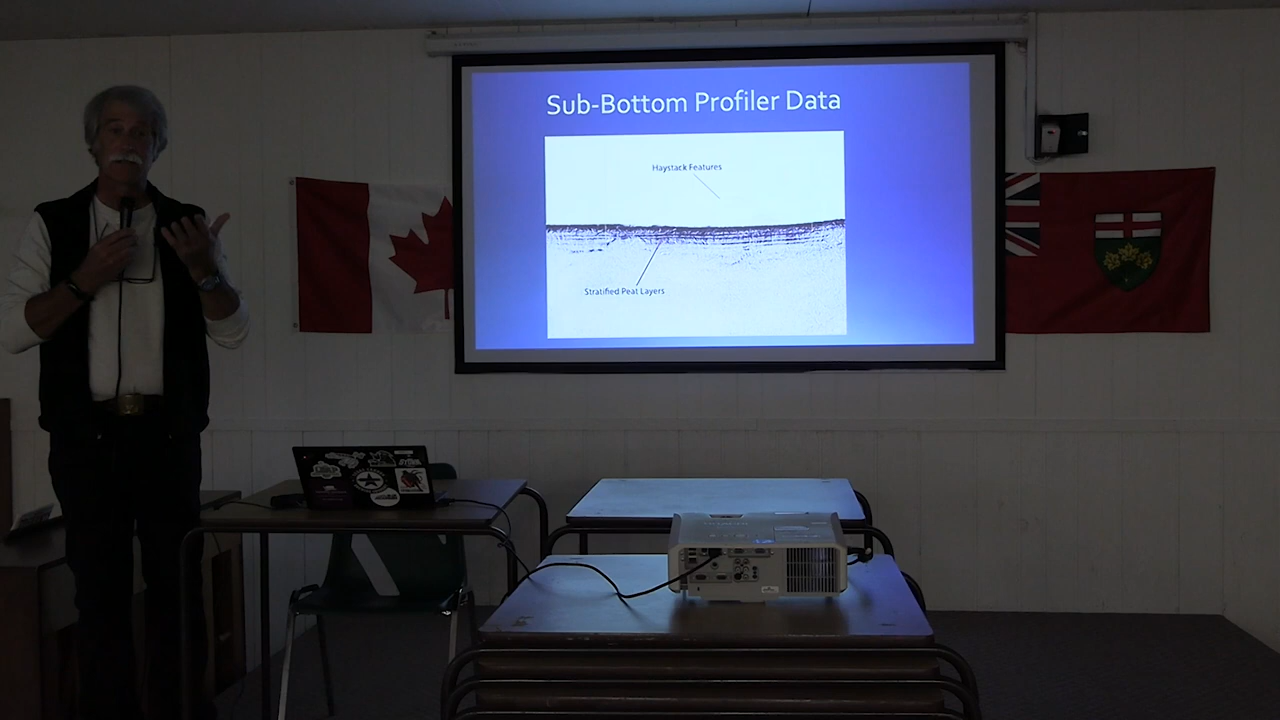 Sub-Bottom Profiler Data
Haystack Features
Stratified Peat Layers